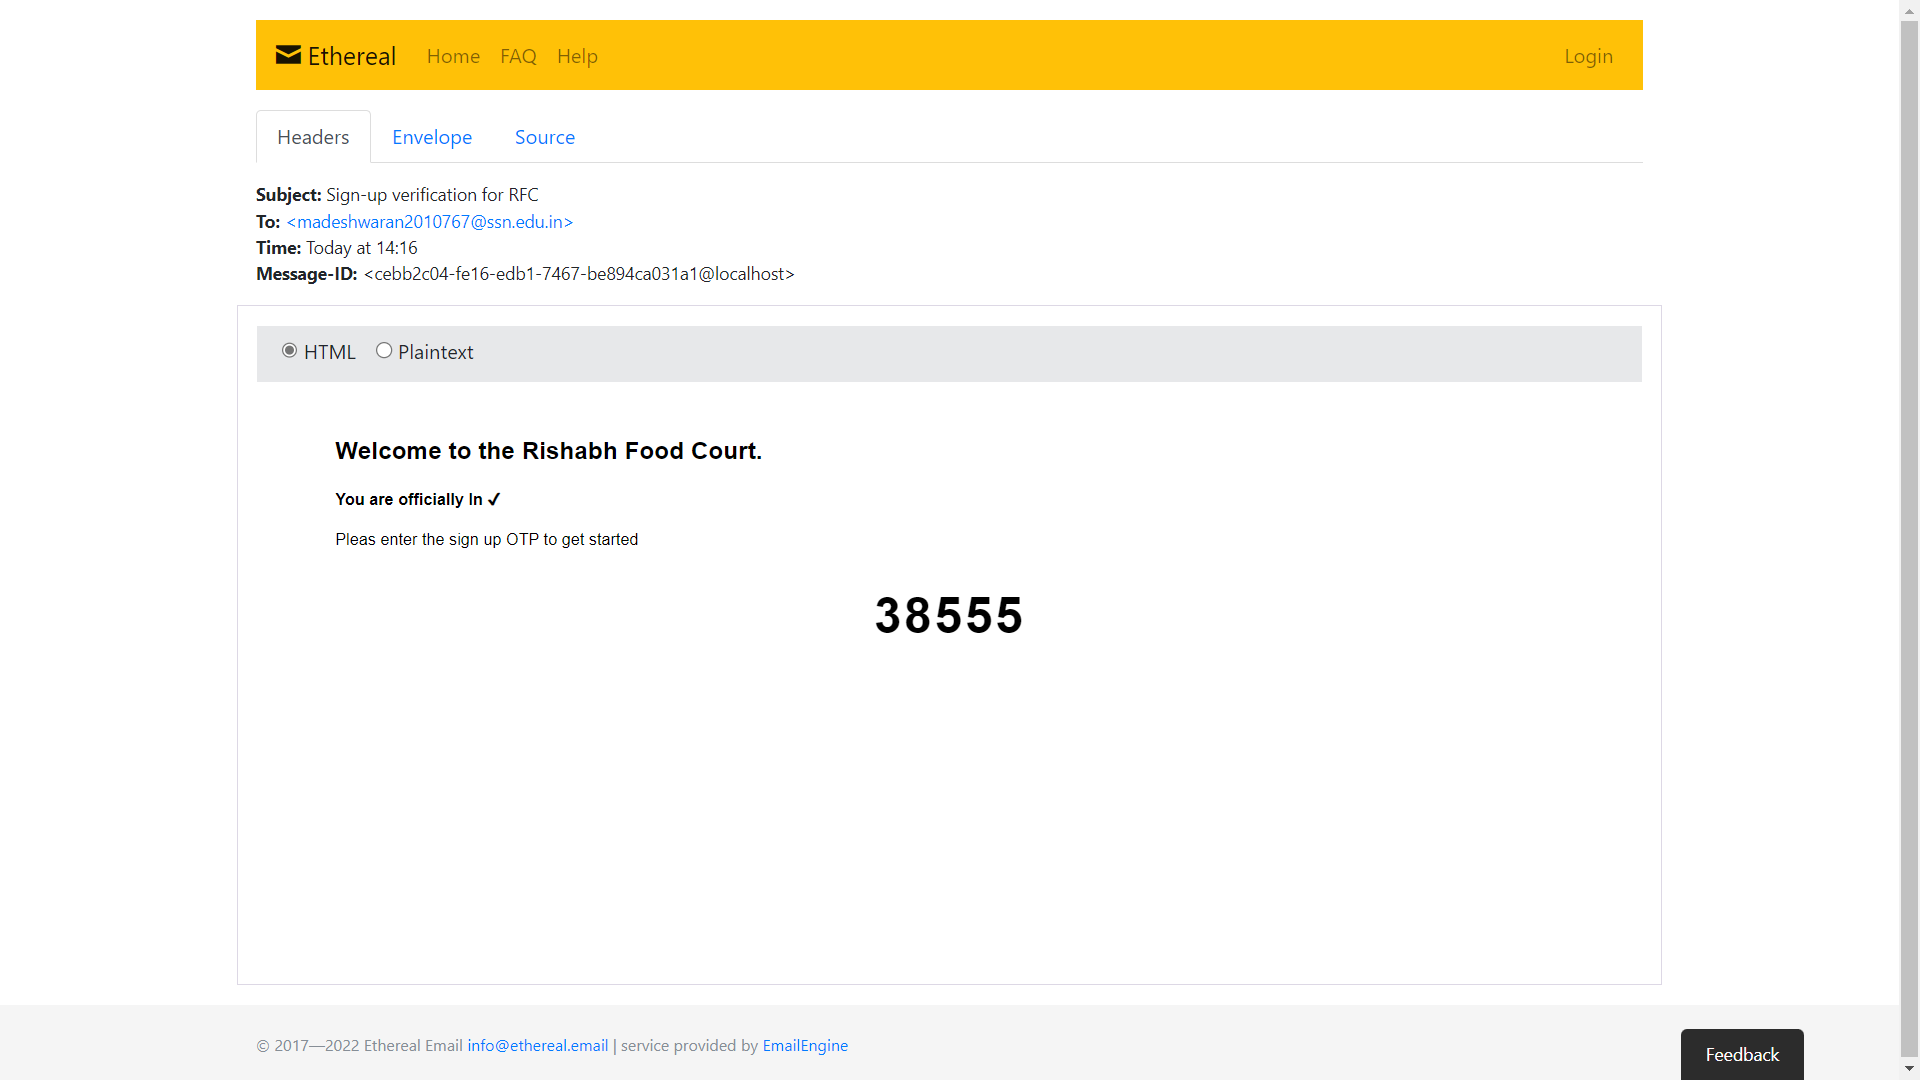 Ethereal Home FAQ Help Login
Headers Envelope Source
Subject: Sign-up verification for RFC
To: <madeshwaran2010767@ssn.edu.in>
Time: Today at 14:16
Message-ID: <cebb2c04-fe16-edb1-7467-be894ca031a1@localhost>
HTML Plaintext
Welcome to the Rishabh Food Court.
You are officially In ✔
Pleas enter the sign up OTP to get started
38555
© 2017—2022 Ethereal Email info@ethereal.email | service provided by EmailEngine
Feedback